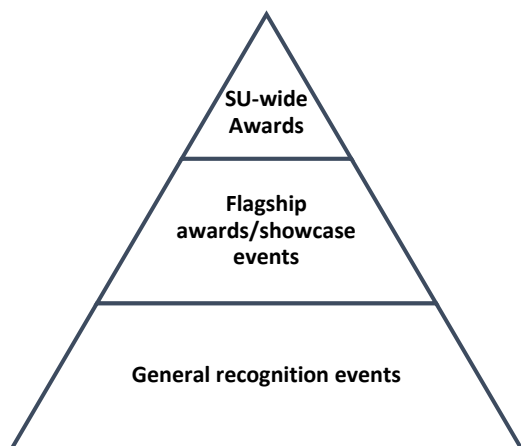 SU-wide
Awards
Flagship
awards/showcase
events
General recognition events